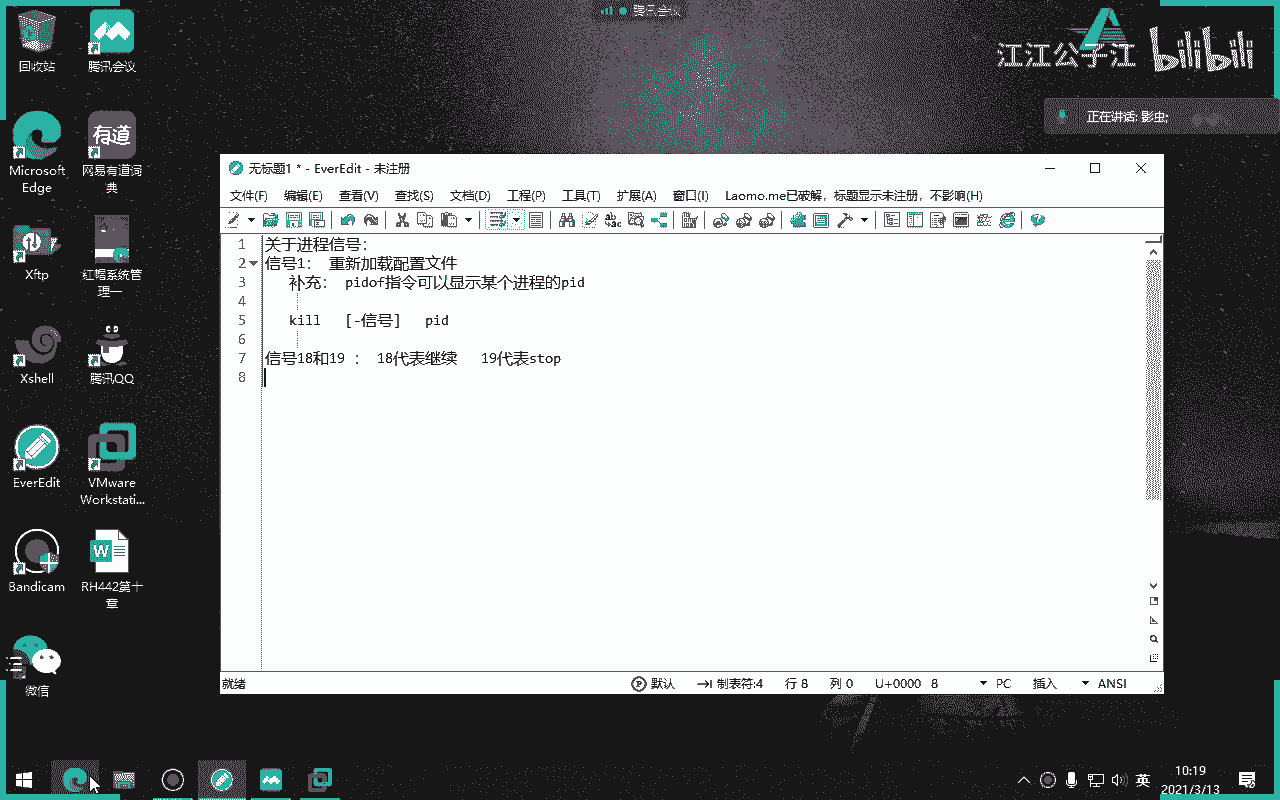 腾讯会议
江江公子江 bilibili
正在讲话: 影虫;
回收站
腾讯会议
Microsoft Edge
有道
网易有道词典
Xftp
红帽系统管理一
Xshell
腾讯QQ
EverEdit
VMware Workstati...
Bandicam
RH442第十章
微信
无标题1 * - EverEdit - 未注册
文件(F) 编辑(E) 查看(V) 查找(S) 文档(D) 工程(P) 工具(T) 扩展(A) 窗口(I) Laomo.me已破解，标题显示未注册，不影响(H)
1 关于进程信号：
2 信号1： 重新加载配置文件
3 补充： pidof指令可以显示某个进程的pid
4
5 kill [-信号] pid
6
7 信号18和19 ： 18代表继续 19代表stop
8
就绪 默认 制表符:4 行 8 列 0 U+0000 8 PC 插入 ANSI
英 10:19
2021/3/13